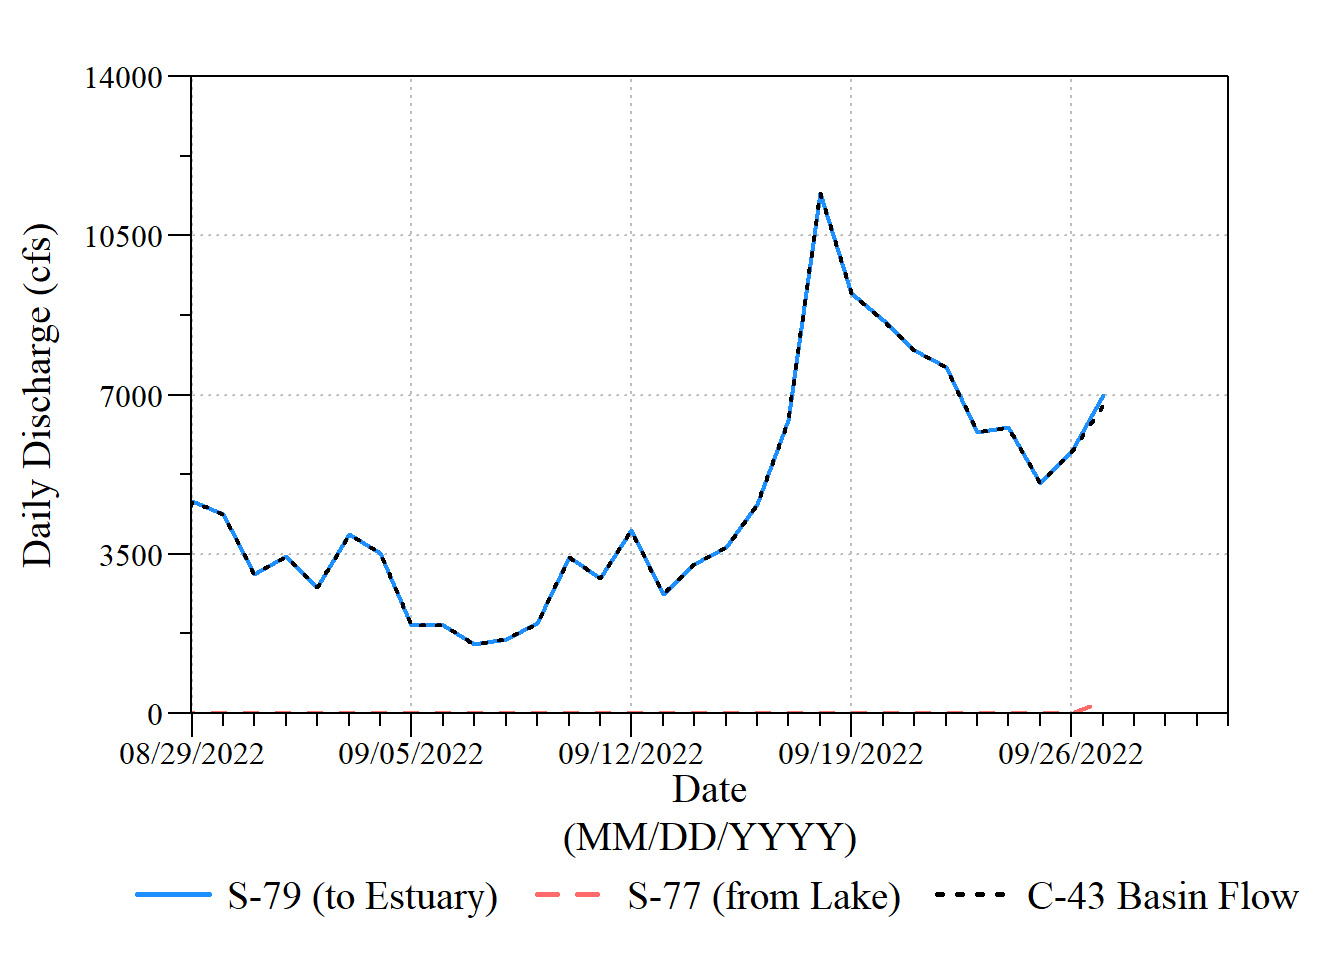 14000
10500
7000
3500
0
Daily Discharge (cfs)
08/29/2022 09/05/2022 09/12/2022 09/19/2022 09/26/2022
Date
(MM/DD/YYYY)
S-79 (to Estuary) S-77 (from Lake) C-43 Basin Flow